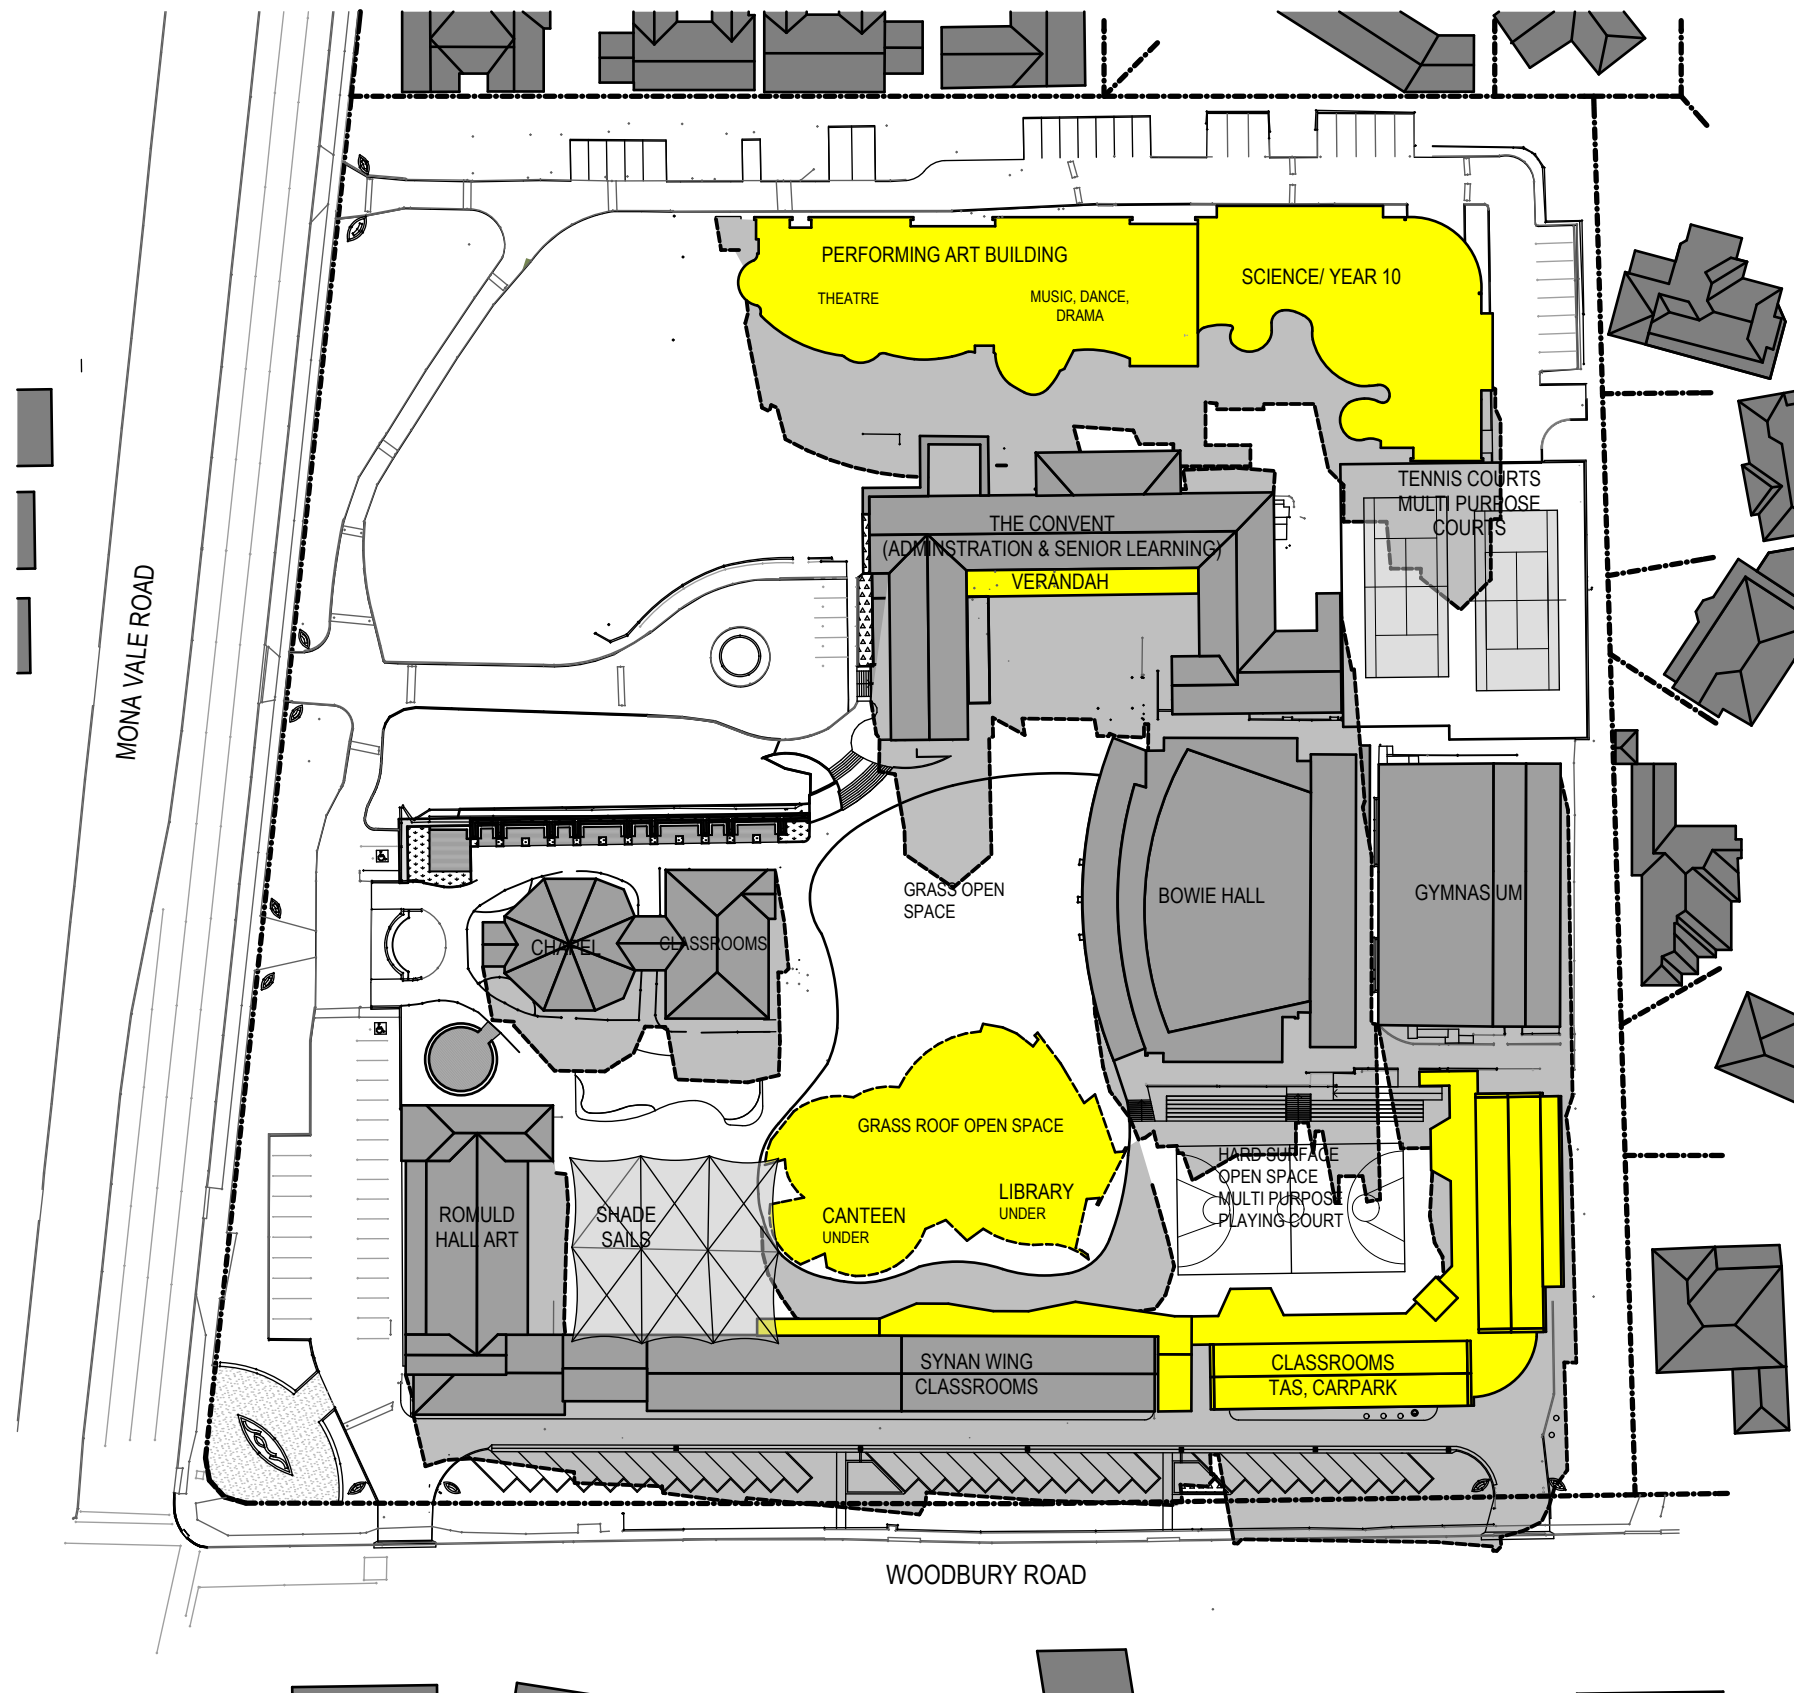 PERFORMING ART BUILDING
THEATRE
MUSIC, DANCE,
DRAMA
SCIENCE/ YEAR 10
TENNIS COURTS
MULTI PURPOSE
COURTS
THE CONVENT
(ADMINSTRATION & SENIOR LEARNING)
VERANDAH
MONA VALE ROAD
GRASS OPEN
SPACE
BOWIE HALL
GYMNASIUM
CHAPEL
CLASSROOMS
GRASS ROOF OPEN SPACE
LIBRARY
UNDER
CANTEEN
UNDER
HARD SURFACE
OPEN SPACE
MULTI PURPOSE
PLAYING COURT
ROMULD
HALL ART
SHADE
SAILS
SYNAN WING
CLASSROOMS
CLASSROOMS
TAS, CARPARK
WOODBURY ROAD